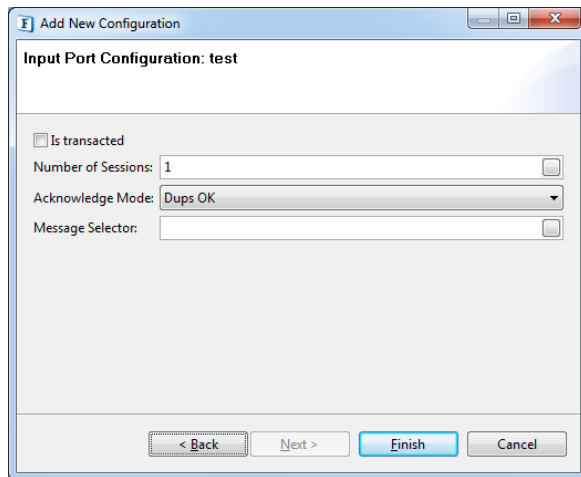 F Add New Configuration
Input Port Configuration: test
Is transacted
Number of Sessions: 1
Acknowledge Mode: Dups OK
Message Selector:
< Back Next > Finish Cancel